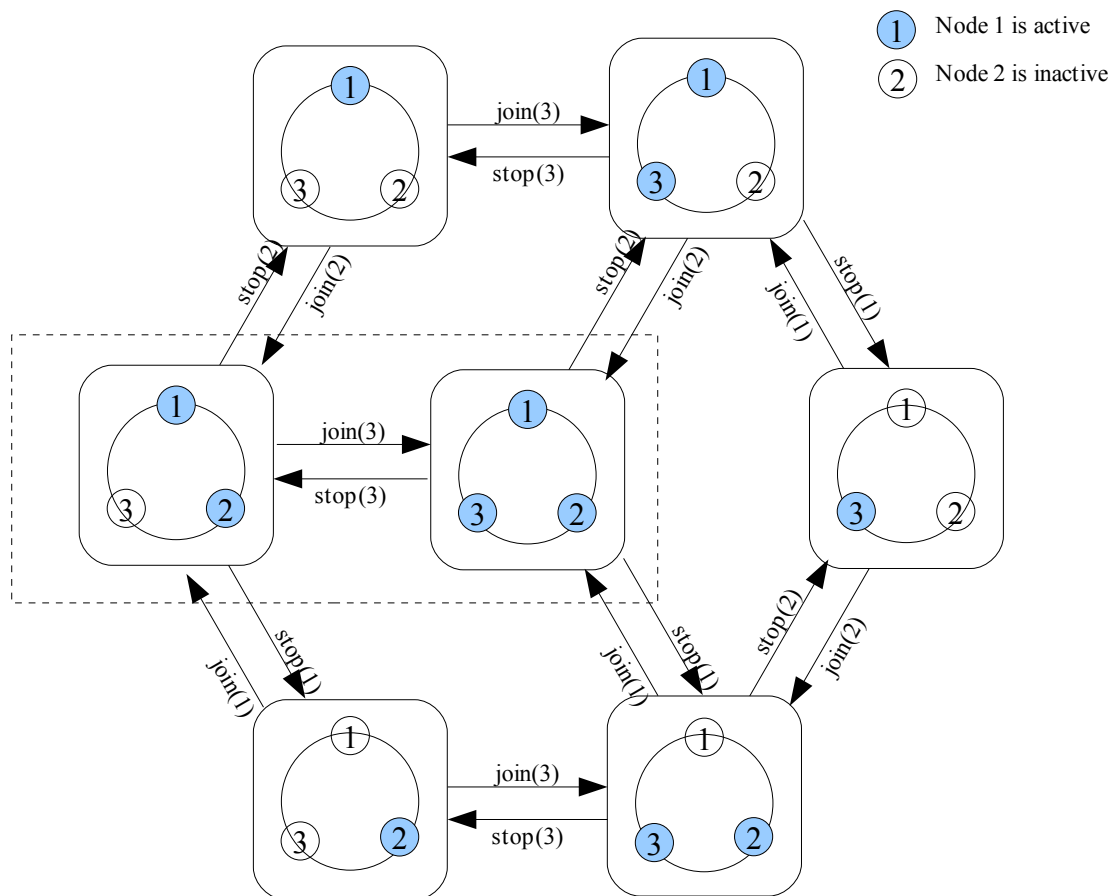 1 Node 1 is active
2 Node 2 is inactive
1
3 2
join(3)
stop(3)
1
3 2
stop(2)
join(2)
stop(2)
join(2)
join(1)
stop(1)
1
3 2
join(3)
stop(3)
1
3 2
1
3 2
join(1)
stop(1)
join(1)
stop(1)
stop(2)
join(2)
1
3 2
join(3)
stop(3)
1
3 2